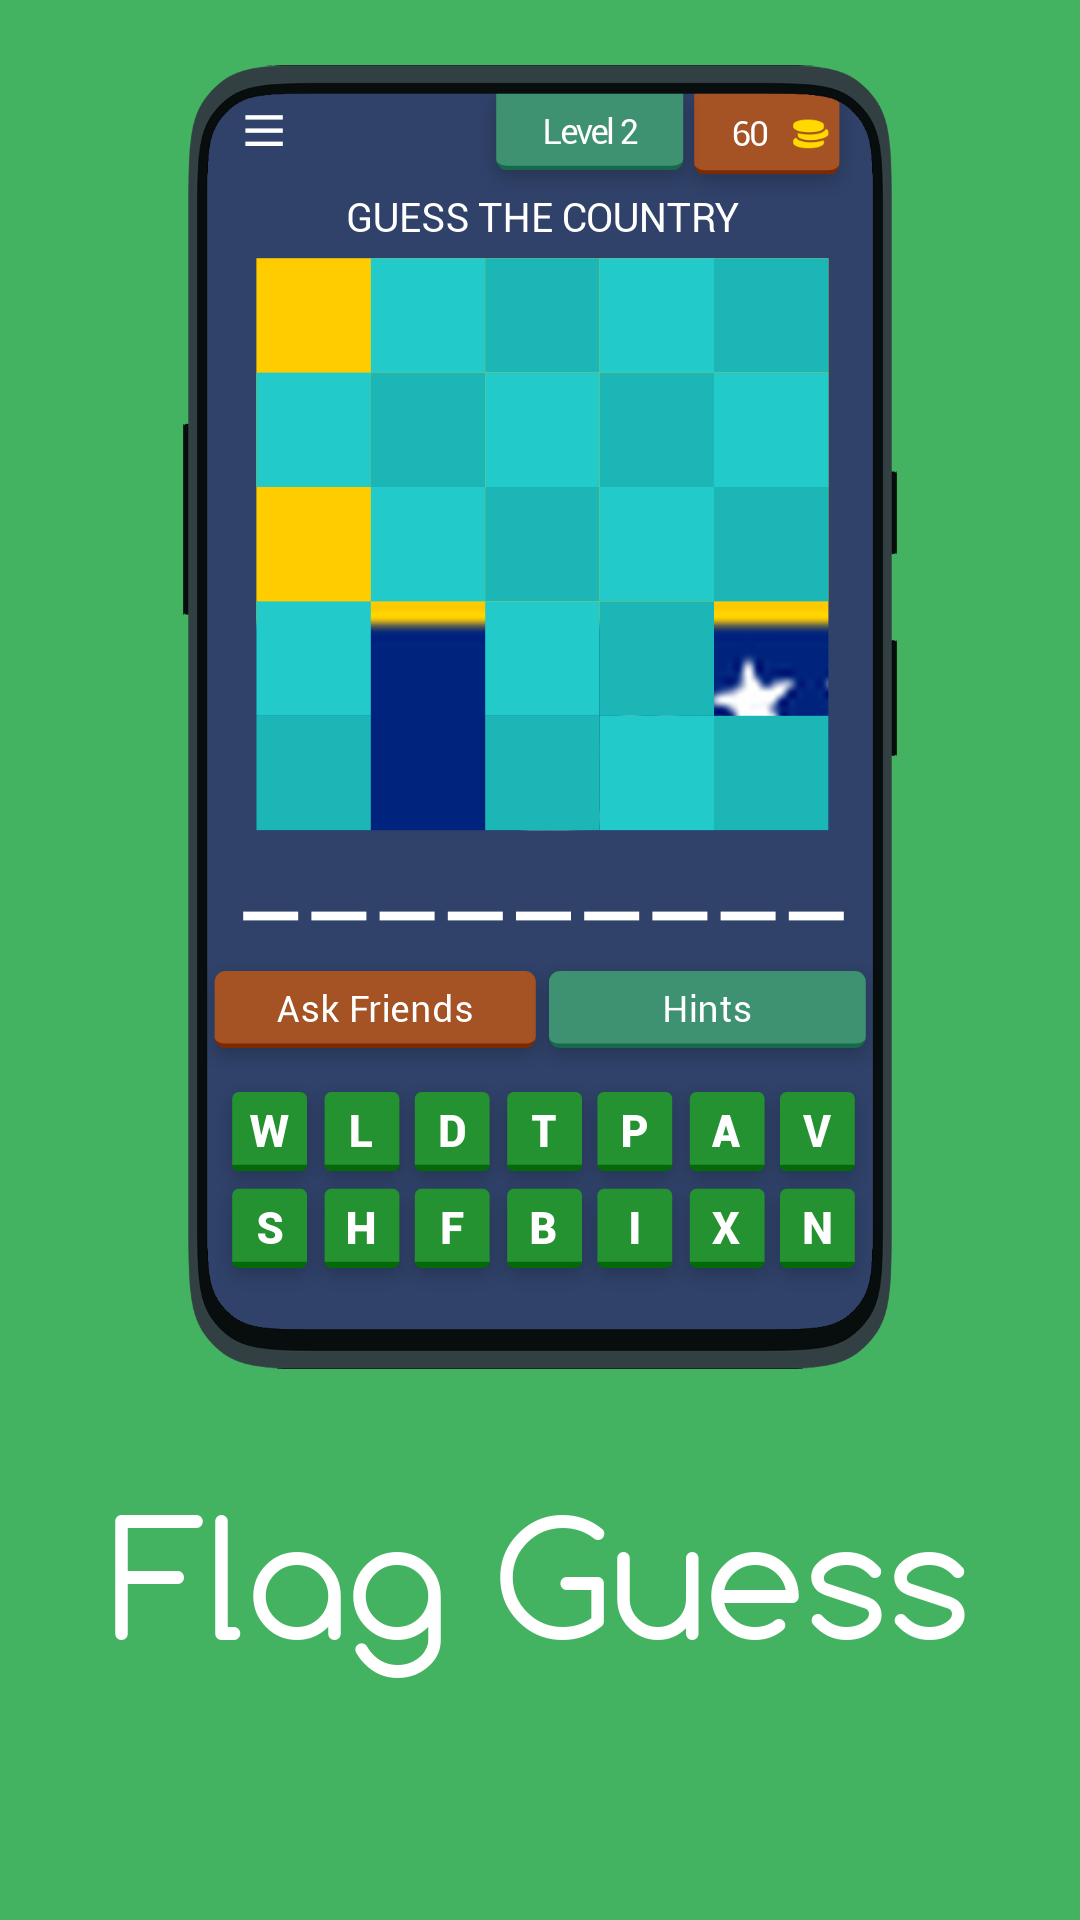 Level 2
60
GUESS THE COUNTRY
Ask Friends
Hints
W L D T P A V
S H F B I X N
Flag Guess